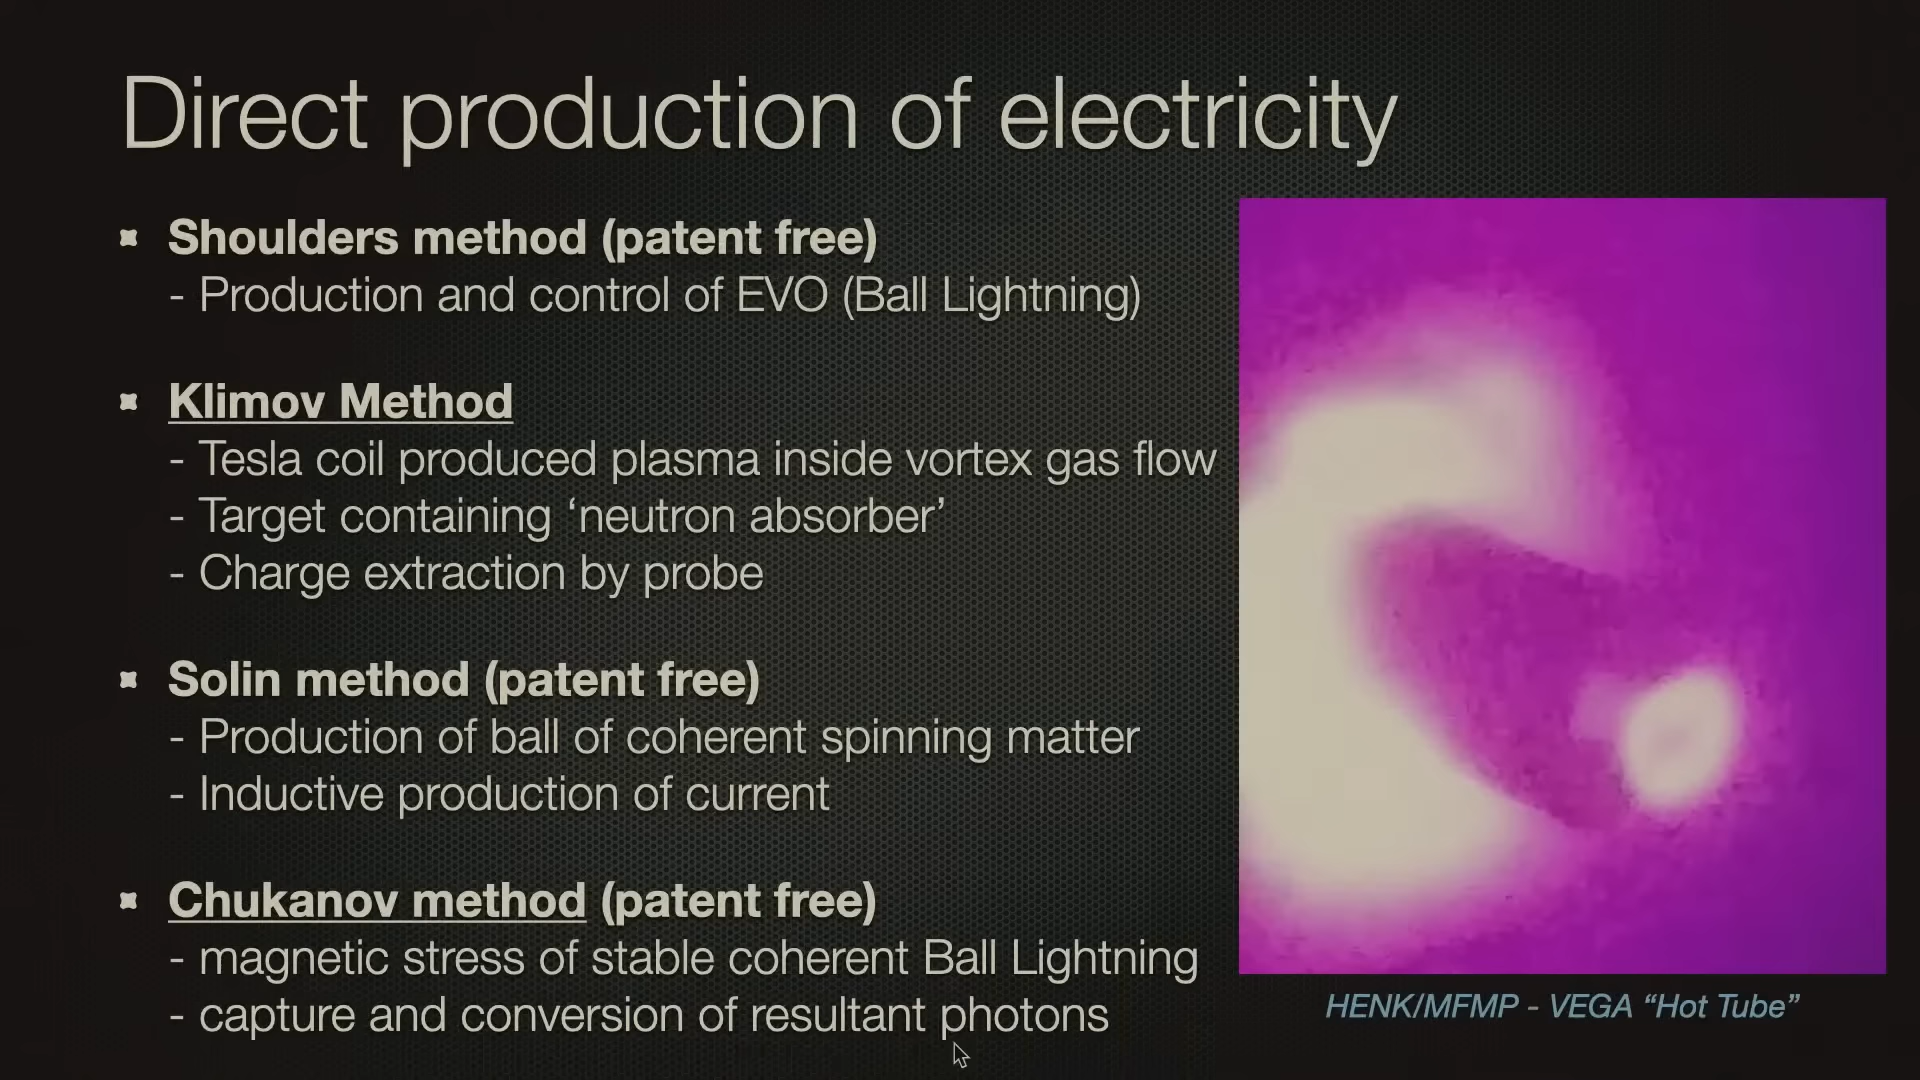 Direct production of electricity
Shoulders method (patent free)
- Production and control of EVO (Ball Lightning)
Klimov Method
- Tesla coil produced plasma inside vortex gas flow
- Target containing ‘neutron absorber’
- Charge extraction by probe
Solin method (patent free)
- Production of ball of coherent spinning matter
- Inductive production of current
Chukanov method (patent free)
- magnetic stress of stable coherent Ball Lightning
- capture and conversion of resultant photons
HENK/MFMP - VEGA “Hot Tube”